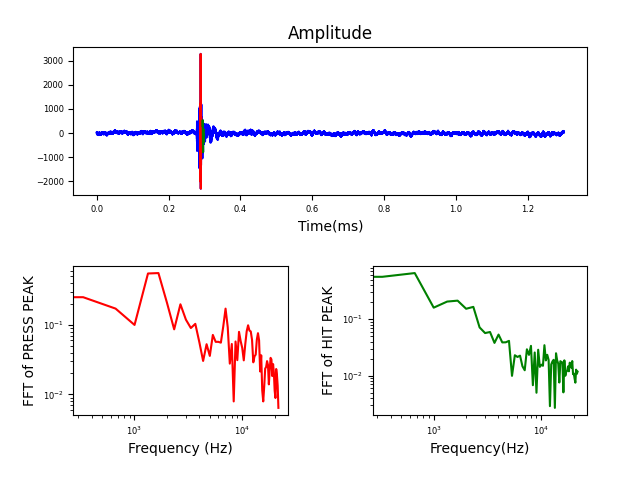 Amplitude
3000
2000
1000
0
−1000
−2000
0.0 0.2 0.4 0.6 0.8 1.0 1.2
Time(ms)
FFT of PRESS PEAK
10⁻¹
10⁻²
10³ 10⁴
Frequency (Hz)
FFT of HIT PEAK
10⁻¹
10⁻²
10³ 10⁴
Frequency(Hz)